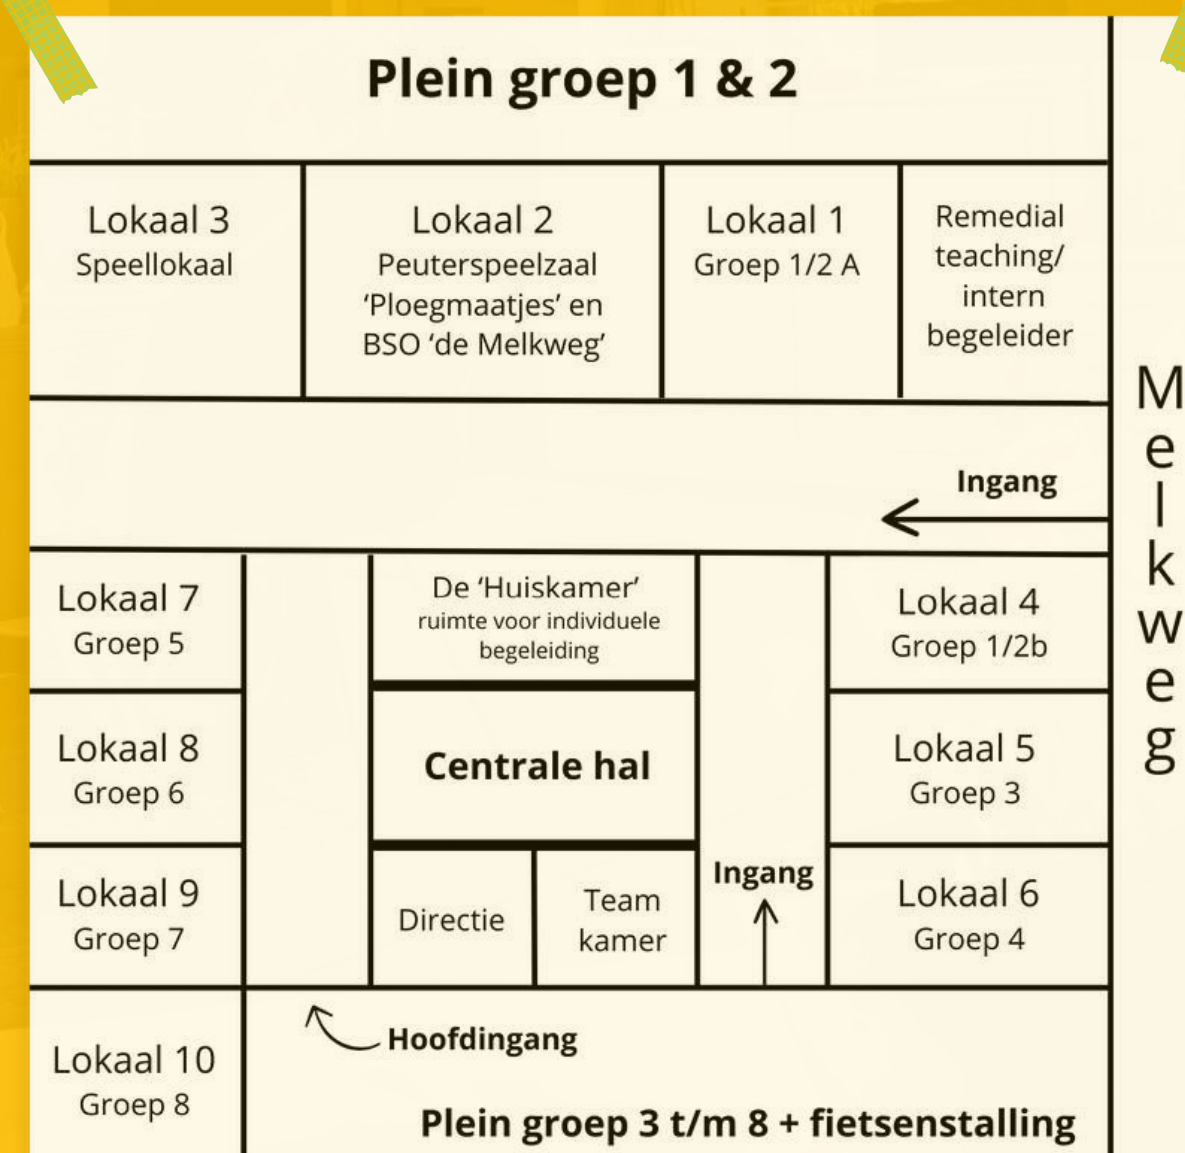 Plein groep 1 & 2
Lokaal 3
Speellokaal
Lokaal 2
Peuterspeelzaal
‘Ploegmaatjes’ en
BSO ‘de Melkweg’
Lokaal 1
Groep 1/2 A
Remedial
teaching/
intern
begeleider
Melkweg
Ingang
Lokaal 7
Groep 5
De ‘Huiskamer’
ruimte voor individuele
begeleiding
Lokaal 4
Groep 1/2b
Lokaal 8
Groep 6
Centrale hal
Lokaal 5
Groep 3
Lokaal 9
Groep 7
Directie
Team
kamer
Ingang
Lokaal 6
Groep 4
Lokaal 10
Groep 8
Hoofdingang
Plein groep 3 t/m 8 + fietsenstalling